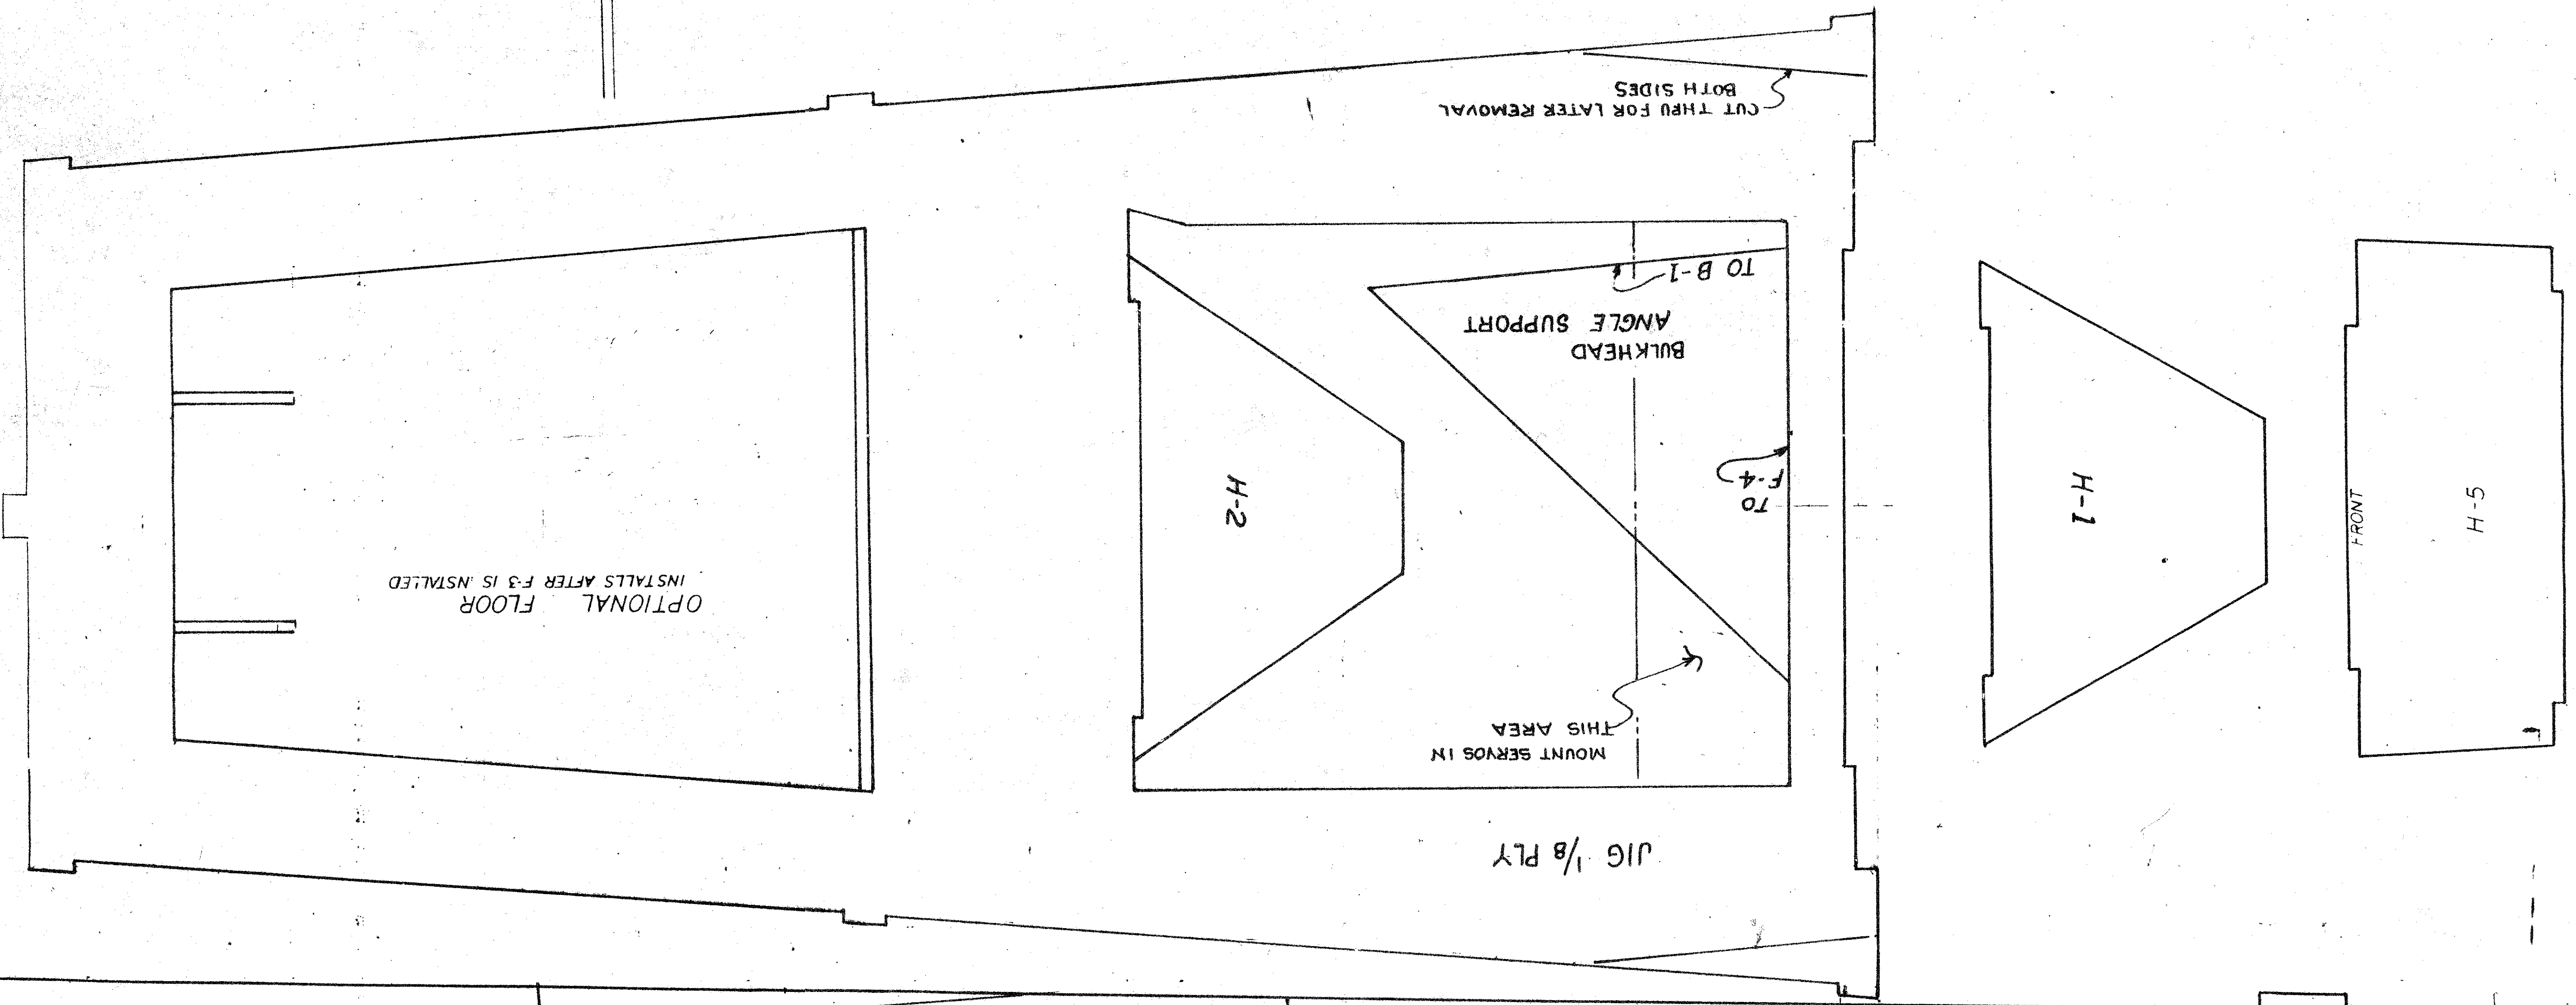 CUT THRU FOR LATER REMOVAL
BOTH SIDES
TO B-1
BULKHEAD
ANGLE SUPPORT
TO
F-4
MOUNT SERVOS IN
THIS AREA
JIG 1/8 PLY
H-2
OPTIONAL FLOOR
INSTALLS AFTER F-3 IS INSTALLED
H-1
FRONT
H-5